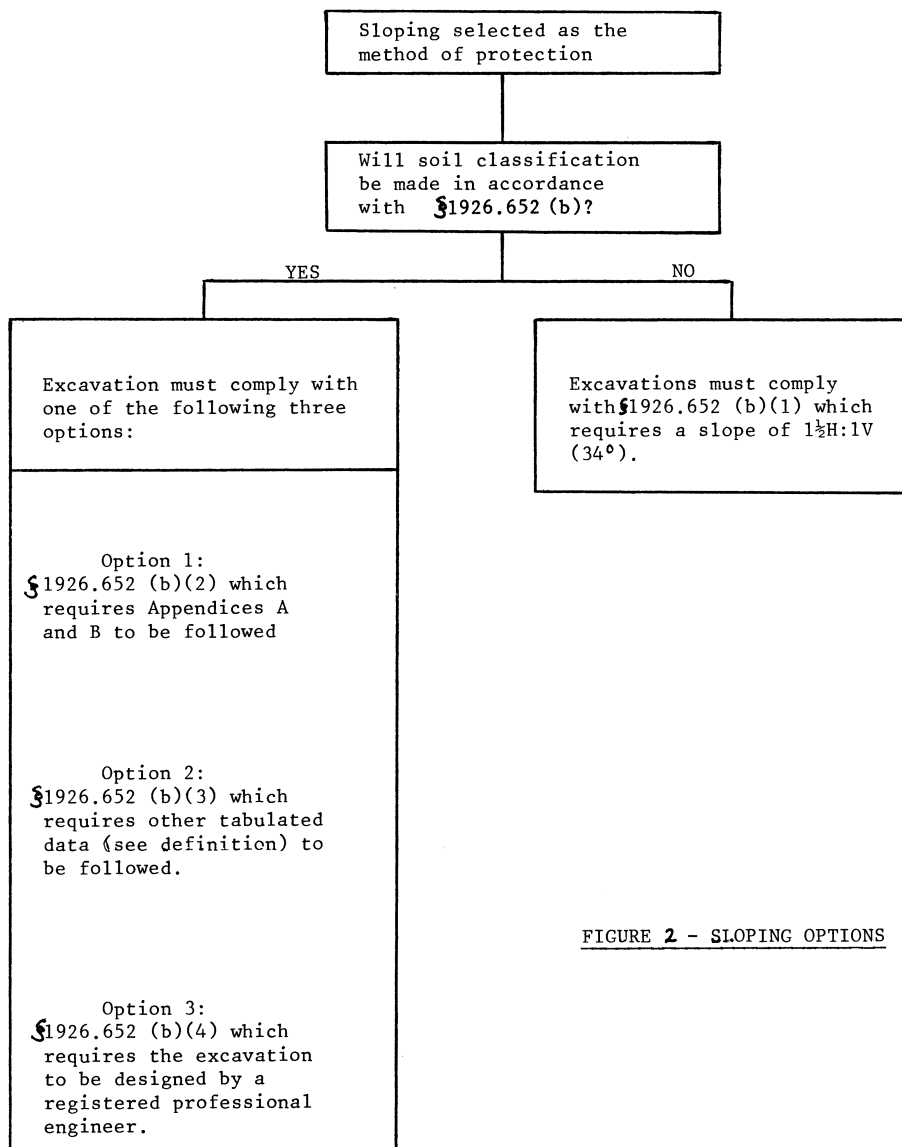 Sloping selected as the
method of protection
Will soil classification
be made in accordance
with §1926.652 (b)?
YES
NO
Excavation must comply with
one of the following three
options:
Option 1:
§1926.652 (b)(2) which
requires Appendices A
and B to be followed
Option 2:
§1926.652 (b)(3) which
requires other tabulated
data (see definition) to
be followed.
Option 3:
§1926.652 (b)(4) which
requires the excavation
to be designed by a
registered professional
engineer.
Excavations must comply
with §1926.652 (b)(1) which
requires a slope of 1½H:1V
(34°).
FIGURE 2 - SLOPING OPTIONS